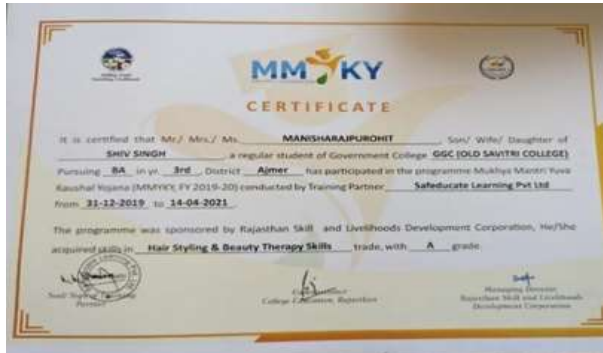 MMYKY
CERTIFICATE
It is certified that Mr./ Mrs./ Ms. MANISHARAJPUROHIT, Son/ Wife/ Daughter of
SHIV SINGH, a regular student of Government College GGC (OLD SAVITRI COLLEGE)
Pursuing BA in yr. 3rd, District Ajmer has participated in the programme Mukhya Mantri Yuva
Kaushal Yojana (MMYKY, FY 2019-20) conducted by Training Partner Safeducate Learning Pvt Ltd
from 31-12-2019 to 14-04-2021
The programme was sponsored by Rajasthan Skill and Livelihoods Development Corporation, He/She
acquired skills in Hair Styling & Beauty Therapy Skills trade, with A grade.
Partner
College Education, Rajasthan
Managing Director
Rajasthan Skill and Livelihoods
Development Corporation